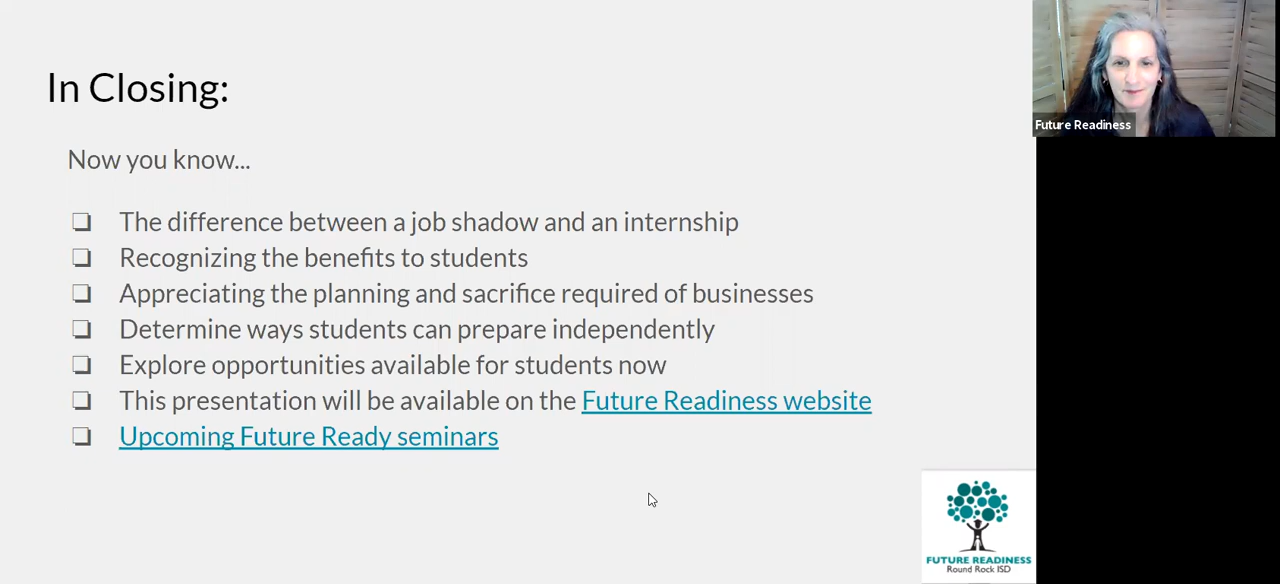 In Closing:
Now you know...
❏ The difference between a job shadow and an internship
❏ Recognizing the benefits to students
❏ Appreciating the planning and sacrifice required of businesses
❏ Determine ways students can prepare independently
❏ Explore opportunities available for students now
❏ This presentation will be available on the Future Readiness website
❏ Upcoming Future Ready seminars
Future Readiness
FUTURE READINESS
Round Rock ISD